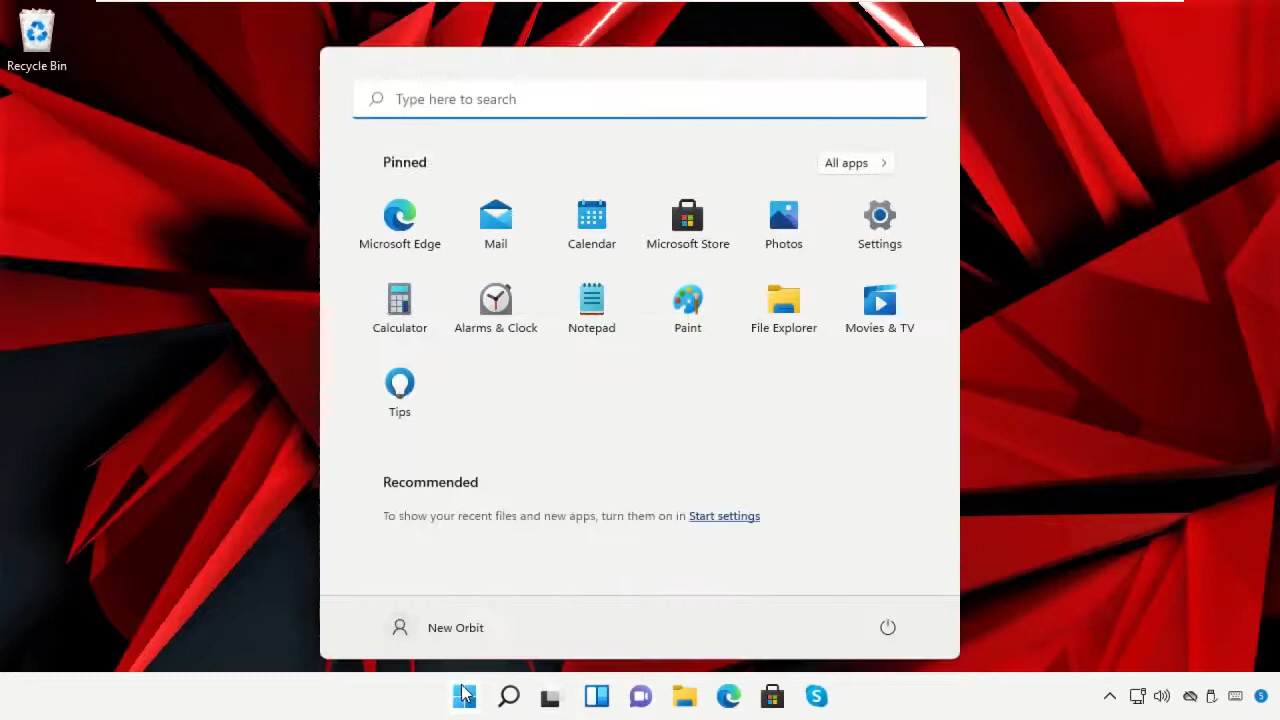 Recycle Bin
Type here to search
Pinned
All apps
Microsoft Edge Mail Calendar Microsoft Store Photos Settings
Calculator Alarms & Clock Notepad Paint File Explorer Movies & TV
Tips
Recommended
To show your recent files and new apps, turn them on in Start settings
New Orbit
S
5